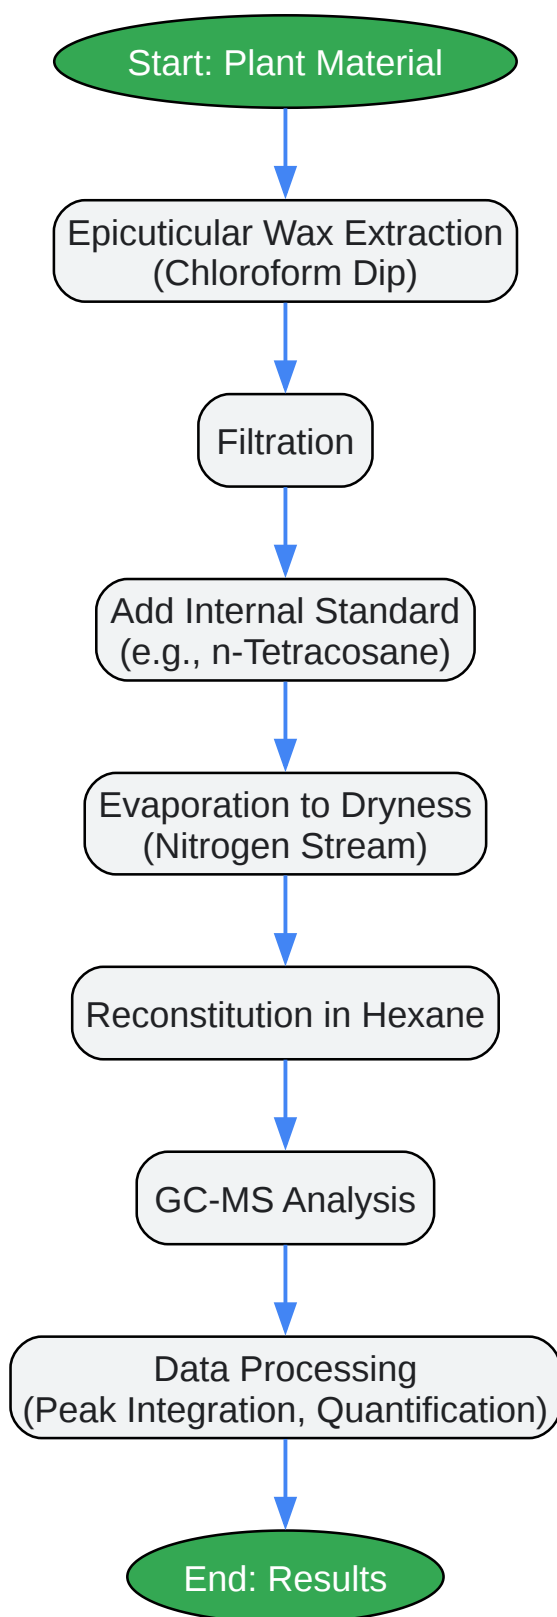 Start: Plant Material
Epicuticular Wax Extraction
(Chloroform Dip)
Filtration
Add Internal Standard
(e.g., n-Tetracosane)
Evaporation to Dryness
(Nitrogen Stream)
Reconstitution in Hexane
GC-MS Analysis
Data Processing
(Peak Integration, Quantification)
End: Results